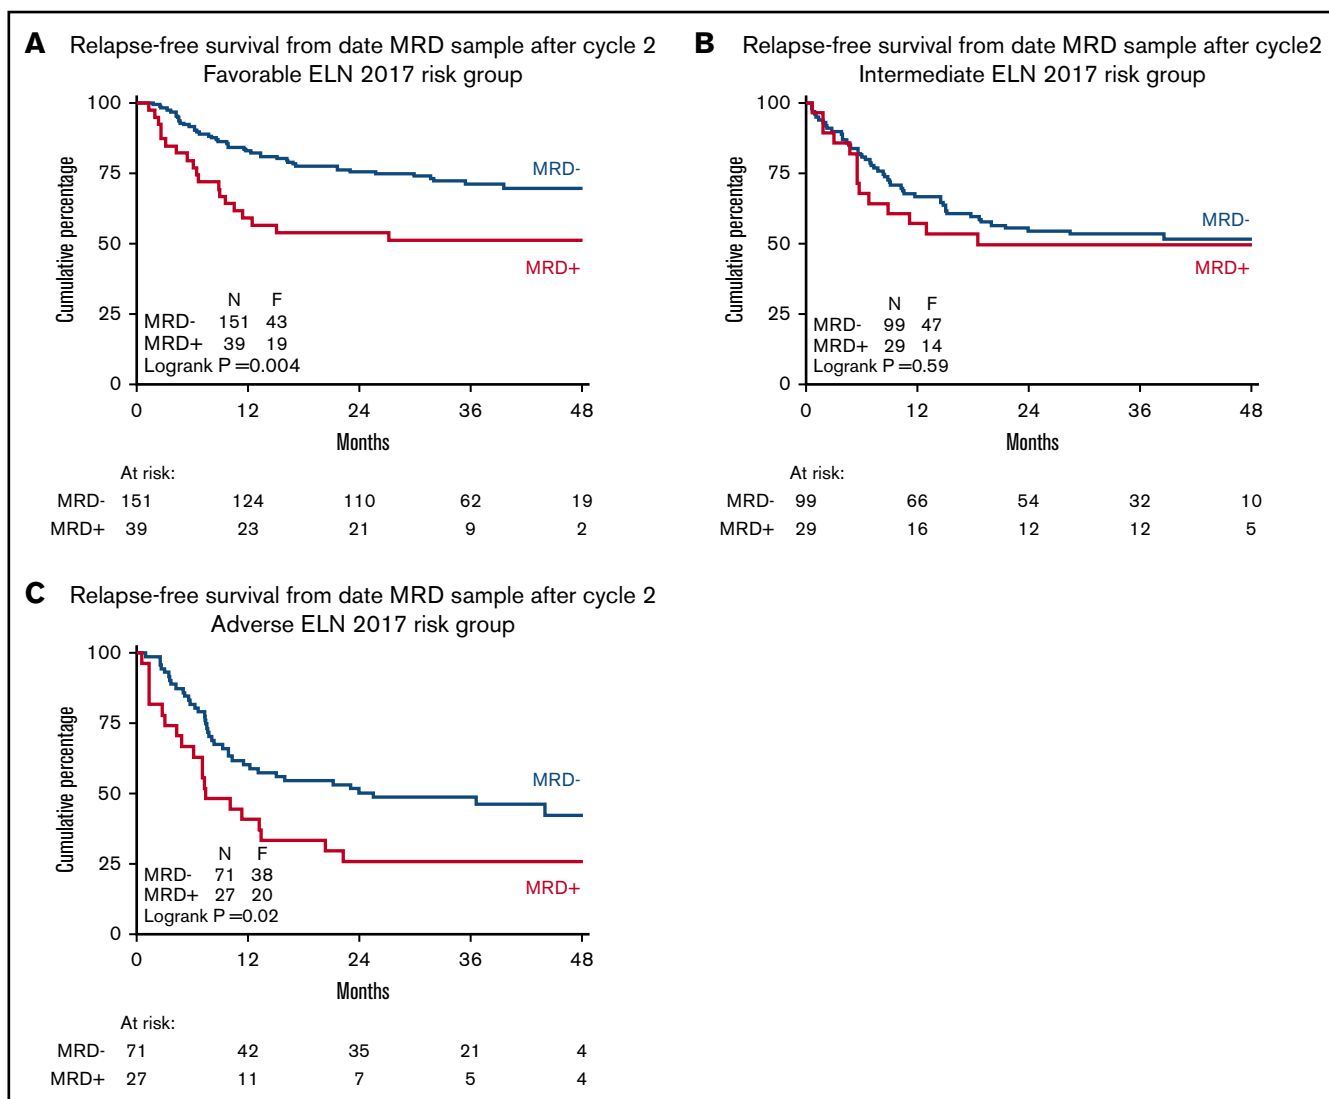 A Relapse-free survival from date MRD sample after cycle 2
Favorable ELN 2017 risk group
100
75
50
25
0
Cumulative percentage
MRD-
MRD+
N F
MRD- 151 43
MRD+ 39 19
Logrank P =0.004
0 12 24 36 48
Months
At risk:
MRD- 151 124 110 62 19
MRD+ 39 23 21 9 2
B Relapse-free survival from date MRD sample after cycle2
Intermediate ELN 2017 risk group
100
75
50
25
0
Cumulative percentage
MRD-
MRD+
N F
MRD- 99 47
MRD+ 29 14
Logrank P =0.59
0 12 24 36 48
Months
At risk:
MRD- 99 66 54 32 10
MRD+ 29 16 12 12 5
C Relapse-free survival from date MRD sample after cycle 2
Adverse ELN 2017 risk group
100
75
50
25
0
Cumulative percentage
MRD-
MRD+
N F
MRD- 71 38
MRD+ 27 20
Logrank P =0.02
0 12 24 36 48
Months
At risk:
MRD- 71 42 35 21 4
MRD+ 27 11 7 5 4